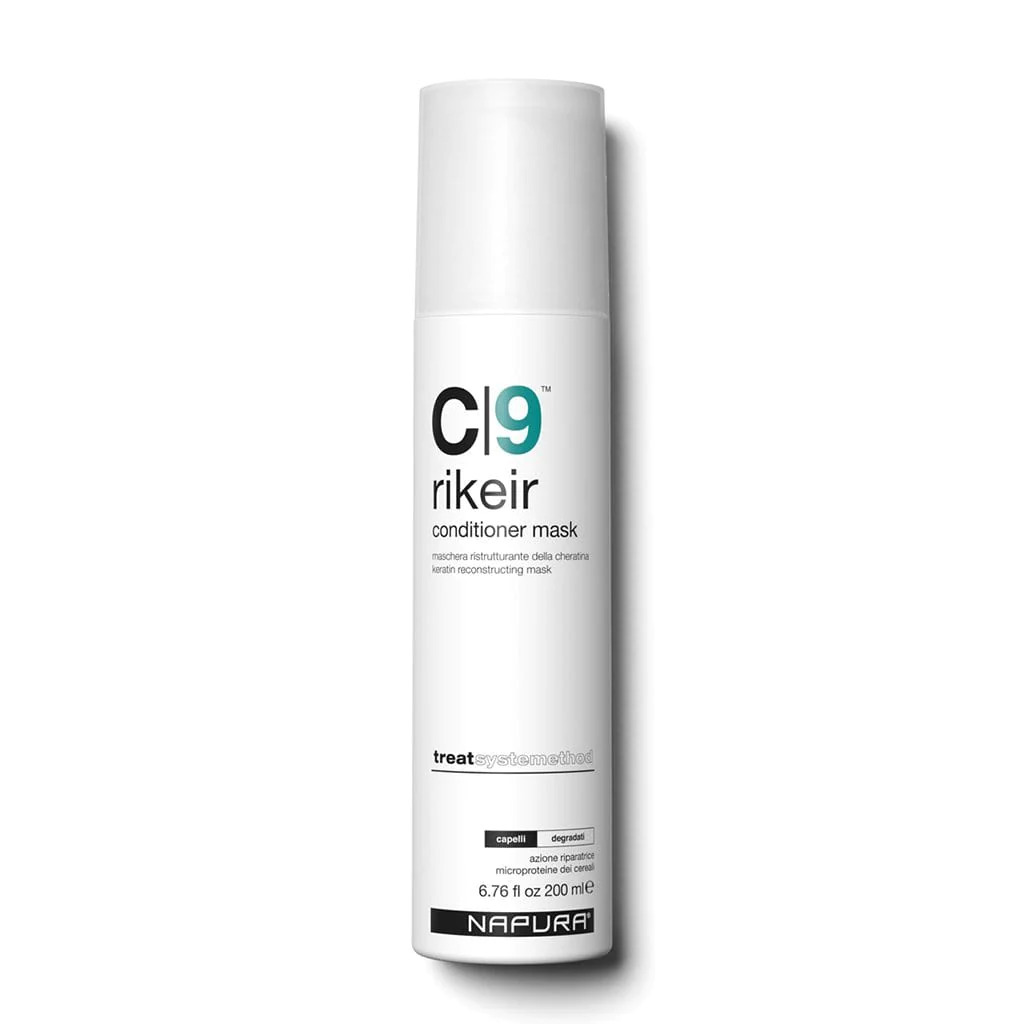 C|9™
rikeir
conditioner mask
maschera ristrutturante della cheratina
keratin reconstructing mask
treatsystemethod
capelli degradati
azione riparatrice
microproteine dei cereali
6.76 fl oz 200 ml℮
NAPURA®